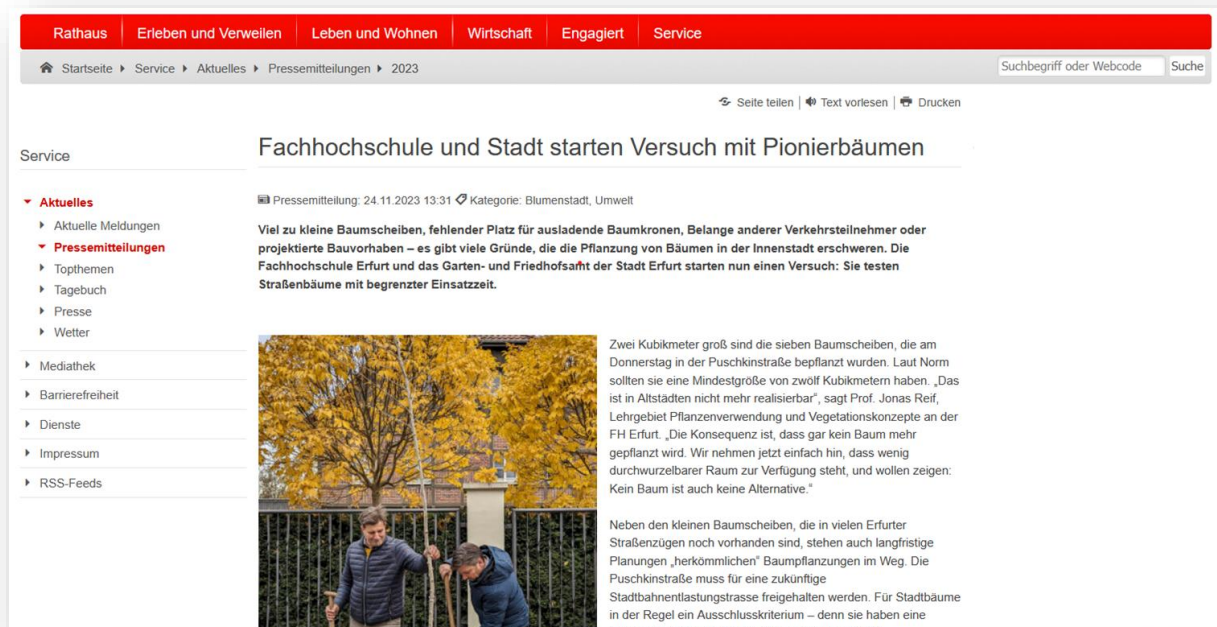 Rathaus Erleben und Verweilen Leben und Wohnen Wirtschaft Engagiert Service
Startseite Service Aktuelles Pressemitteilungen 2023 Suchbegriff oder Webcode Suche
Seite teilen Text vorlesen Drucken
Service
Aktuelles
Aktuelle Meldungen
Pressemitteilungen
Topthemen
Tagebuch
Presse
Wetter
Mediathek
Barrierefreiheit
Dienste
Impressum
RSS-Feeds
Fachhochschule und Stadt starten Versuch mit Pionierbäumen
Pressemitteilung: 24.11.2023 13:31 Kategorie: Blumenstadt, Umwelt
Viel zu kleine Baumscheiben, fehlender Platz für ausladende Baumkronen, Belange anderer Verkehrsteilnehmer oder
projektierte Bauvorhaben – es gibt viele Gründe, die die Pflanzung von Bäumen in der Innenstadt erschweren. Die
Fachhochschule Erfurt und das Garten- und Friedhofsamt der Stadt Erfurt starten nun einen Versuch: Sie testen
Straßenbäume mit begrenzter Einsatzzeit.
Zwei Kubikmeter groß sind die sieben Baumscheiben, die am
Donnerstag in der Puschkinstraße bepflanzt wurden. Laut Norm
sollten sie eine Mindestgröße von zwölf Kubikmetern haben. „Das
ist in Altstädten nicht mehr realisierbar“, sagt Prof. Jonas Reif,
Lehrgebiet Pflanzenverwendung und Vegetationskonzepte an der
FH Erfurt. „Die Konsequenz ist, dass gar kein Baum mehr
gepflanzt wird. Wir nehmen jetzt einfach hin, dass wenig
durchwurzelbarer Raum zur Verfügung steht, und wollen zeigen:
Kein Baum ist auch keine Alternative.“
Neben den kleinen Baumscheiben, die in vielen Erfurter
Straßenzügen noch vorhanden sind, stehen auch langfristige
Planungen „herkömmlichen“ Baumpflanzungen im Weg. Die
Puschkinstraße muss für eine zukünftige
Stadtbahnentlastungstrasse freigehalten werden. Für Stadtbäume
in der Regel ein Ausschlusskriterium – denn sie haben eine